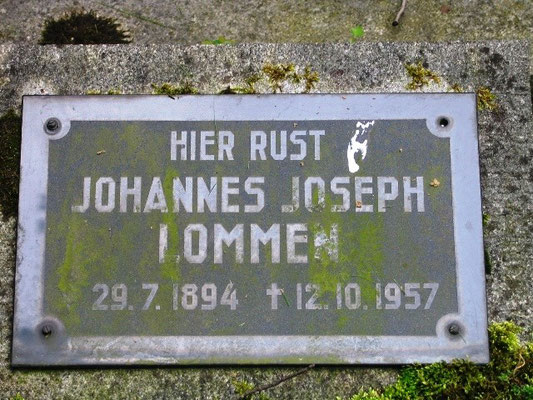 HIER RUST
JOHANNES JOSEPH
LOMMEN
29.7.1894 ✝ 12.10.1957